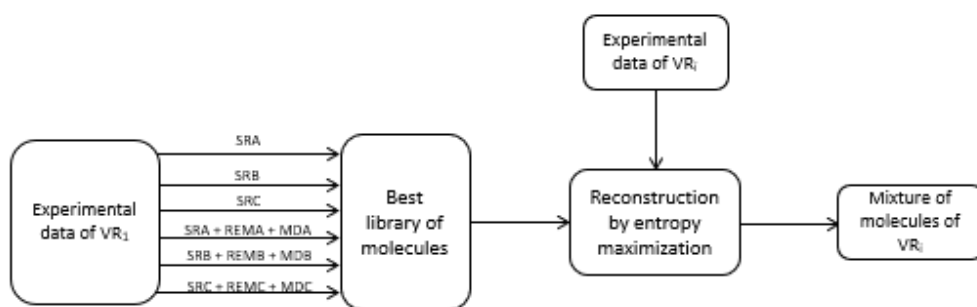 Experimental
data of VRᵢ
SRA
SRB
SRC
SRA + REMA + MDA
SRB + REMB + MDB
SRC + REMC + MDC
Experimental
data of VR₁
Best
library of
molecules
Reconstruction
by entropy
maximization
Mixture of
molecules of
VRᵢ